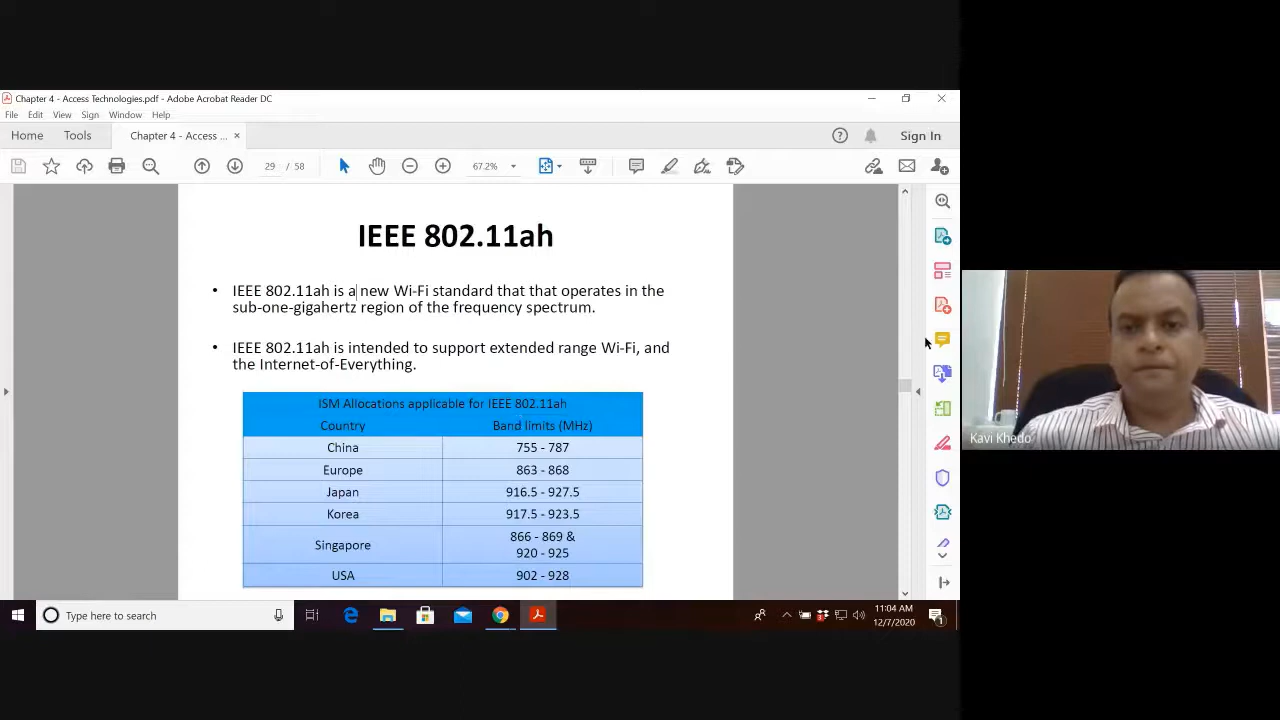 Chapter 4 - Access Technologies.pdf - Adobe Acrobat Reader DC
File Edit View Sign Window Help
Home Tools Chapter 4 - Access ... × Sign In
29 / 58 67.2%
IEEE 802.11ah
• IEEE 802.11ah is a new Wi-Fi standard that that operates in the
sub-one-gigahertz region of the frequency spectrum.
• IEEE 802.11ah is intended to support extended range Wi-Fi, and
the Internet-of-Everything.
ISM Allocations applicable for IEEE 802.11ah
Country Band limits (MHz)
China 755 - 787
Europe 863 - 868
Japan 916.5 - 927.5
Korea 917.5 - 923.5
Singapore 866 - 869 &
920 - 925
USA 902 - 928
Kavi Khedo
Type here to search
11:04 AM
12/7/2020
1